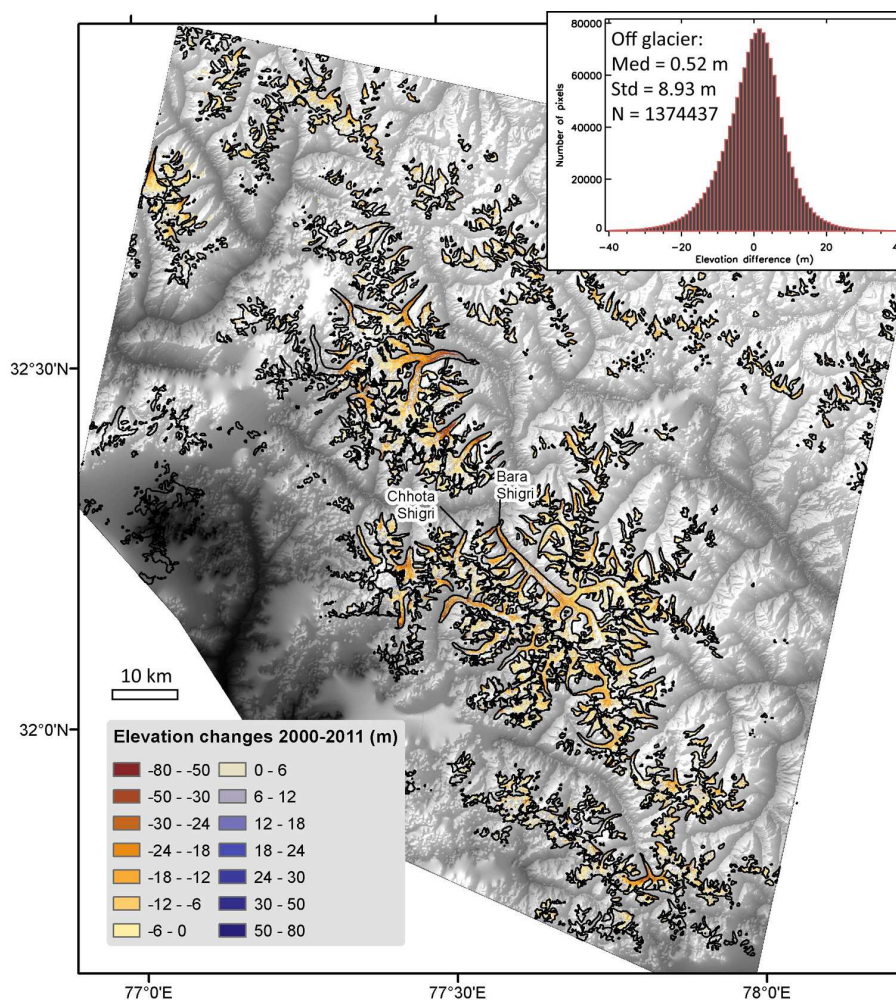 Off glacier:
Med = 0.52 m
Std = 8.93 m
N = 1374437
80000
60000
40000
20000
0
Number of pixels
-40
-20
0
20
Elevation difference (m)
32°30'N
Bara
Shigri
Chhota
Shigri
10 km
32°0'N
Elevation changes 2000-2011 (m)
-80 - -50
0 - 6
-50 - -30
6 - 12
-30 - -24
12 - 18
-24 - -18
18 - 24
-18 - -12
24 - 30
-12 - -6
30 - 50
-6 - 0
50 - 80
77°0'E
77°30'E
78°0'E